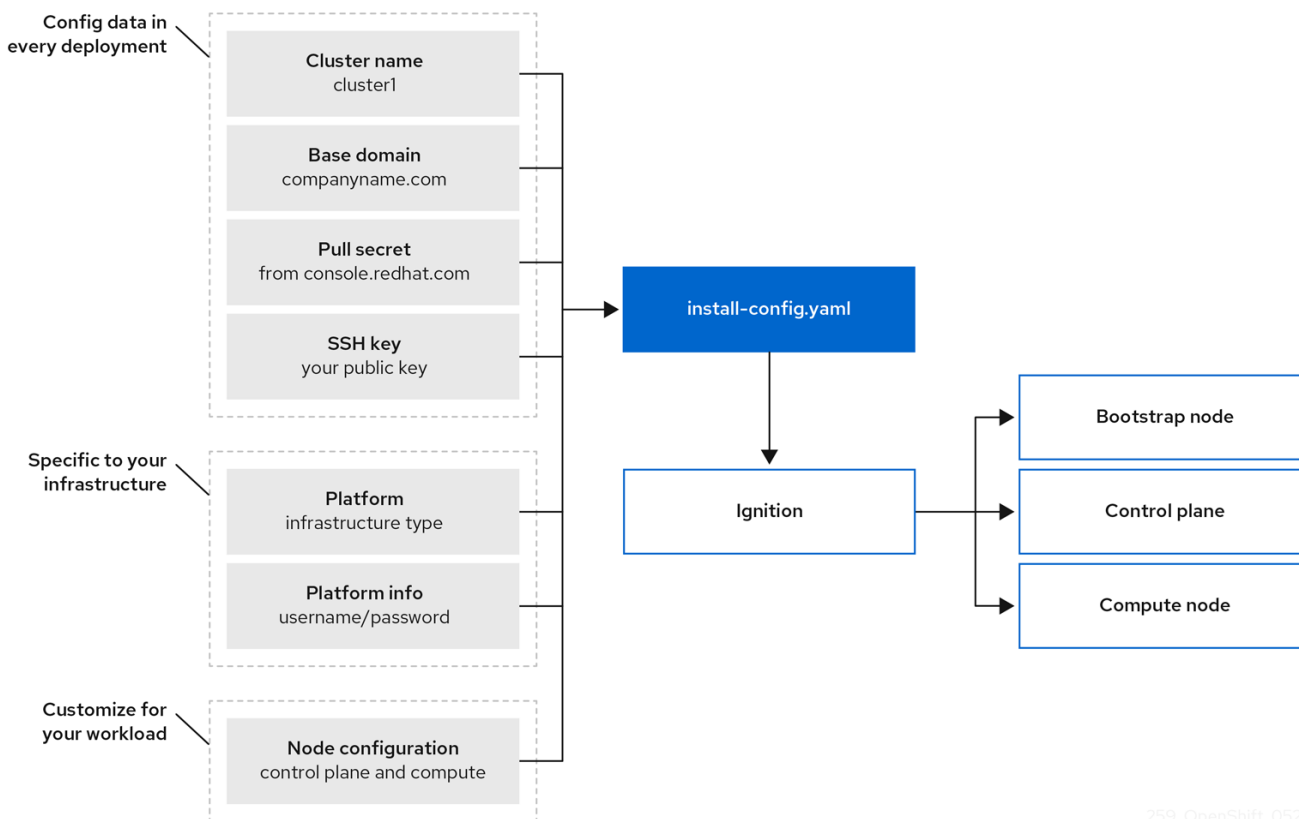 Config data in
every deployment
Cluster name
cluster1
Base domain
companyname.com
Pull secret
from console.redhat.com
SSH key
your public key
Specific to your
infrastructure
Platform
infrastructure type
Platform info
username/password
Customize for
your workload
Node configuration
control plane and compute
install-config.yaml
Ignition
Bootstrap node
Control plane
Compute node
259_OpenShift_052